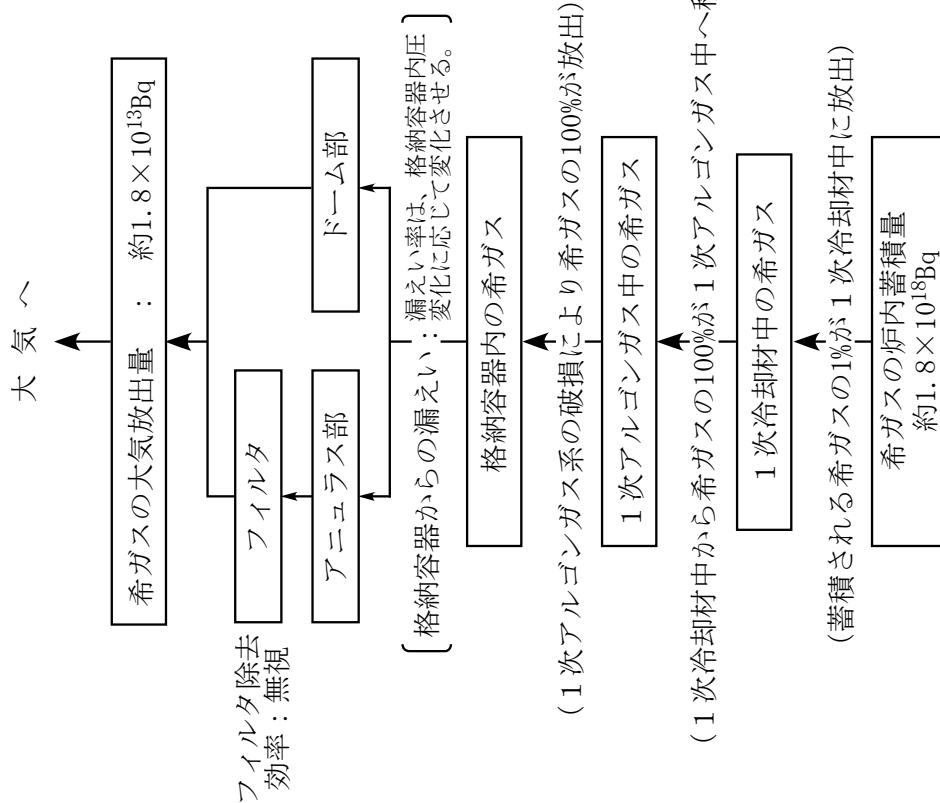 大 気 へ
希ガスの大気放出量 ： 約1.8×10¹³Bq
フィルタ除去
効率：無視
フィルタ
アニュラス部
ドーム部
格納容器からの漏えい：漏えい率は、格納容器内圧
変化に応じて変化させる。
格納容器内の希ガス
(１次アルゴンガス系の破損により希ガスの100%が放出)
１次アルゴンガス中の希ガス
(１次冷却材中から希ガスの100%が１次アルゴンガス中へ
１次冷却材中の希ガス
(蓄積される希ガスの1%が１次冷却材中に放出)
希ガスの炉内蓄積量
約1.8×10¹⁸Bq